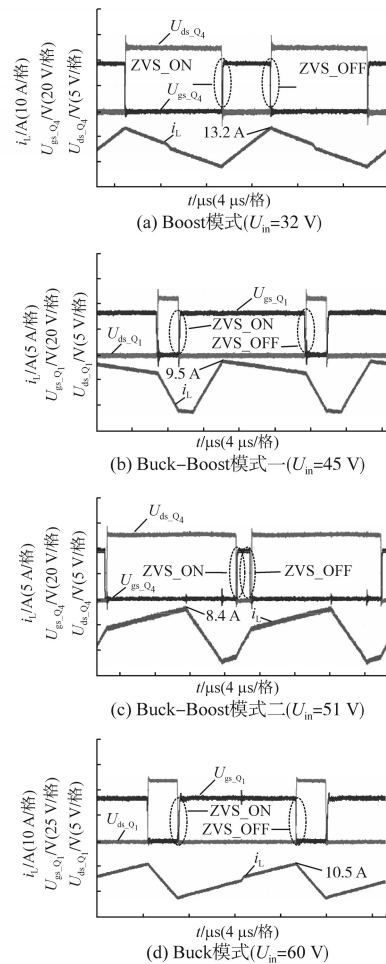 i_L/A(10 A/格)
U_gs_Q4/V(20 V/格)
U_ds_Q4/V(5 V/格)
U_ds_Q4
ZVS_ON
ZVS_OFF
U_gs_Q4
i_L
13.2 A
t/μs(4 μs/格)
(a) Boost模式(U_in=32 V)
i_L/A(5 A/格)
U_gs_Q1/V(20 V/格)
U_ds_Q1/V(5 V/格)
U_gs_Q1
ZVS_ON
U_ds_Q1
ZVS_OFF
9.5 A
i_L
t/μs(4 μs/格)
(b) Buck-Boost模式一(U_in=45 V)
i_L/A(5 A/格)
U_gs_Q4/V(20 V/格)
U_ds_Q4/V(5 V/格)
U_ds_Q4
ZVS_ON
ZVS_OFF
U_gs_Q4
8.4 A
i_L
t/μs(4 μs/格)
(c) Buck-Boost模式二(U_in=51 V)
i_L/A(10 A/格)
U_gs_Q1/V(25 V/格)
U_ds_Q1/V(5 V/格)
U_gs_Q1
ZVS_ON
U_ds_Q1
ZVS_OFF
i_L
10.5 A
t/μs(4 μs/格)
(d) Buck模式(U_in=60 V)